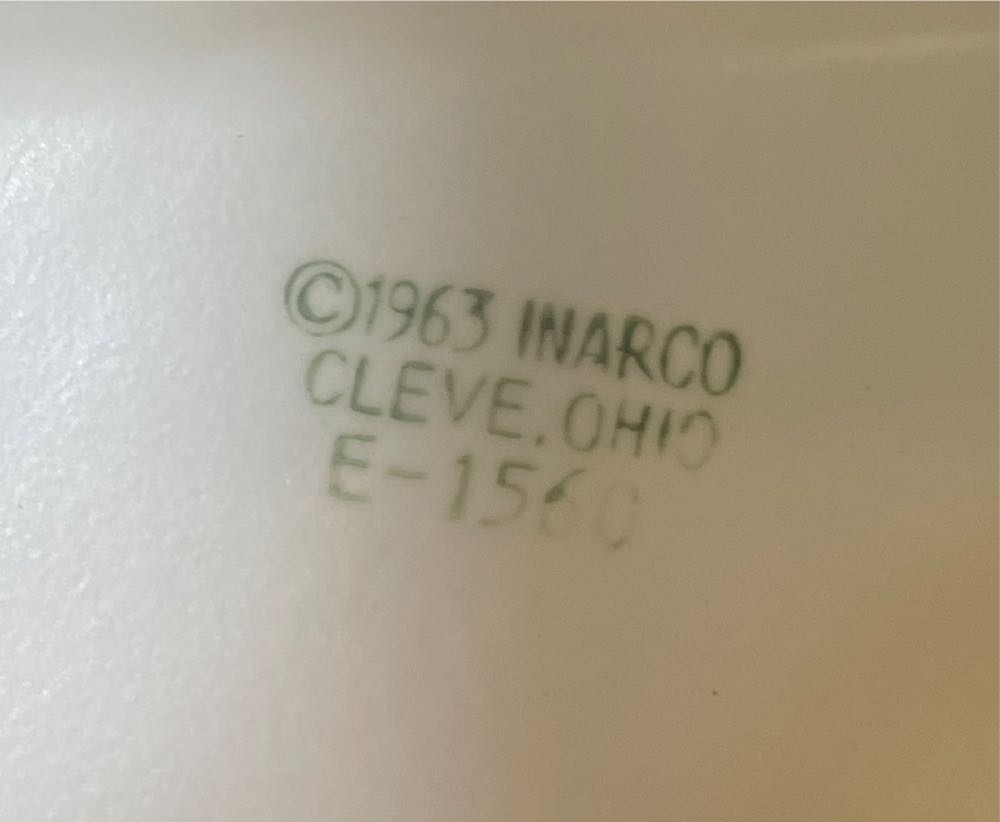 ©1963 INARCO
CLEVE. OHIO
E-1560